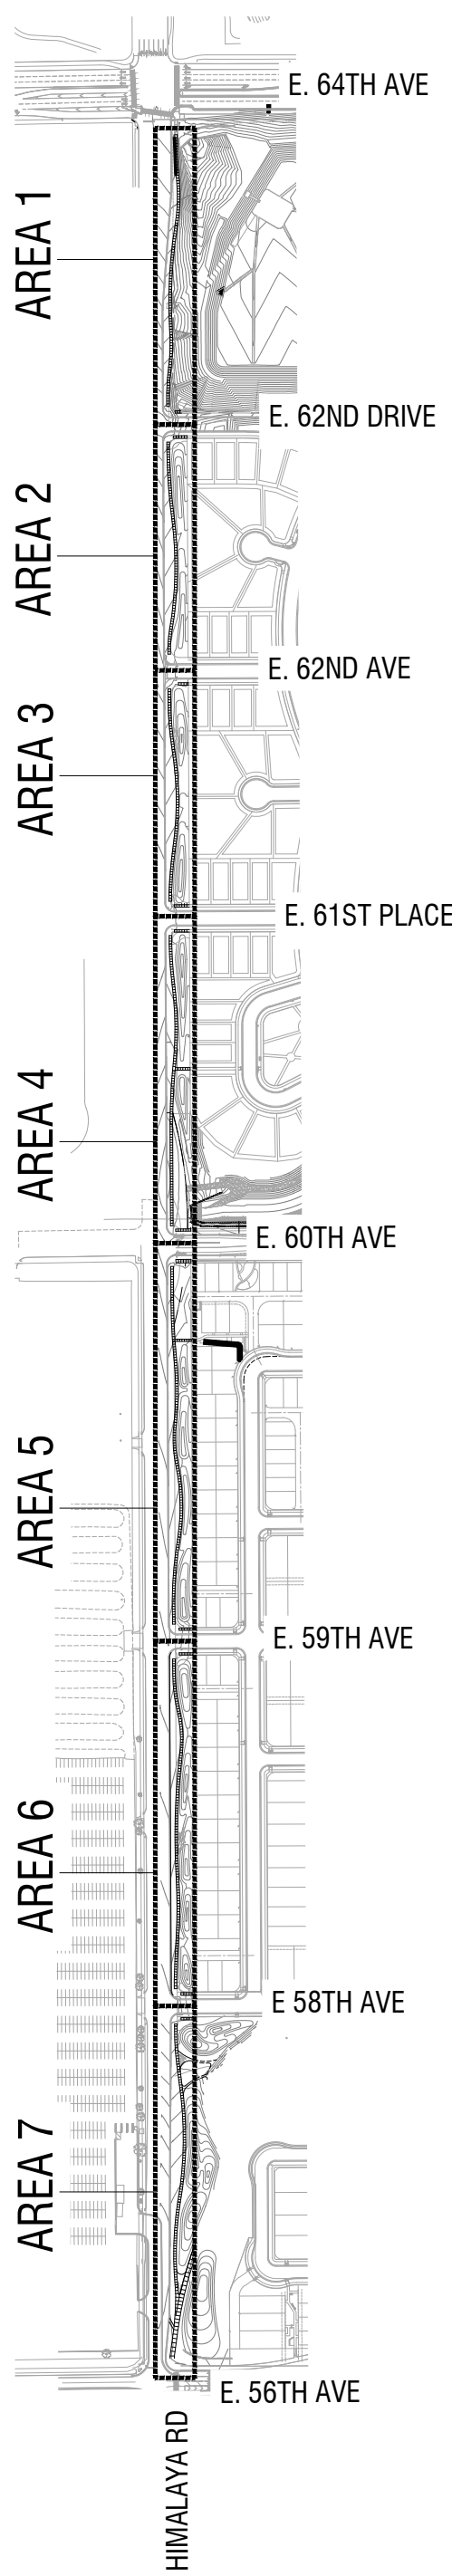 E. 64TH AVE
AREA 1
E. 62ND DRIVE
AREA 2
E. 62ND AVE
AREA 3
E. 61ST PLACE
AREA 4
E. 60TH AVE
AREA 5
E. 59TH AVE
AREA 6
E 58TH AVE
AREA 7
E. 56TH AVE
HIMALAYA RD